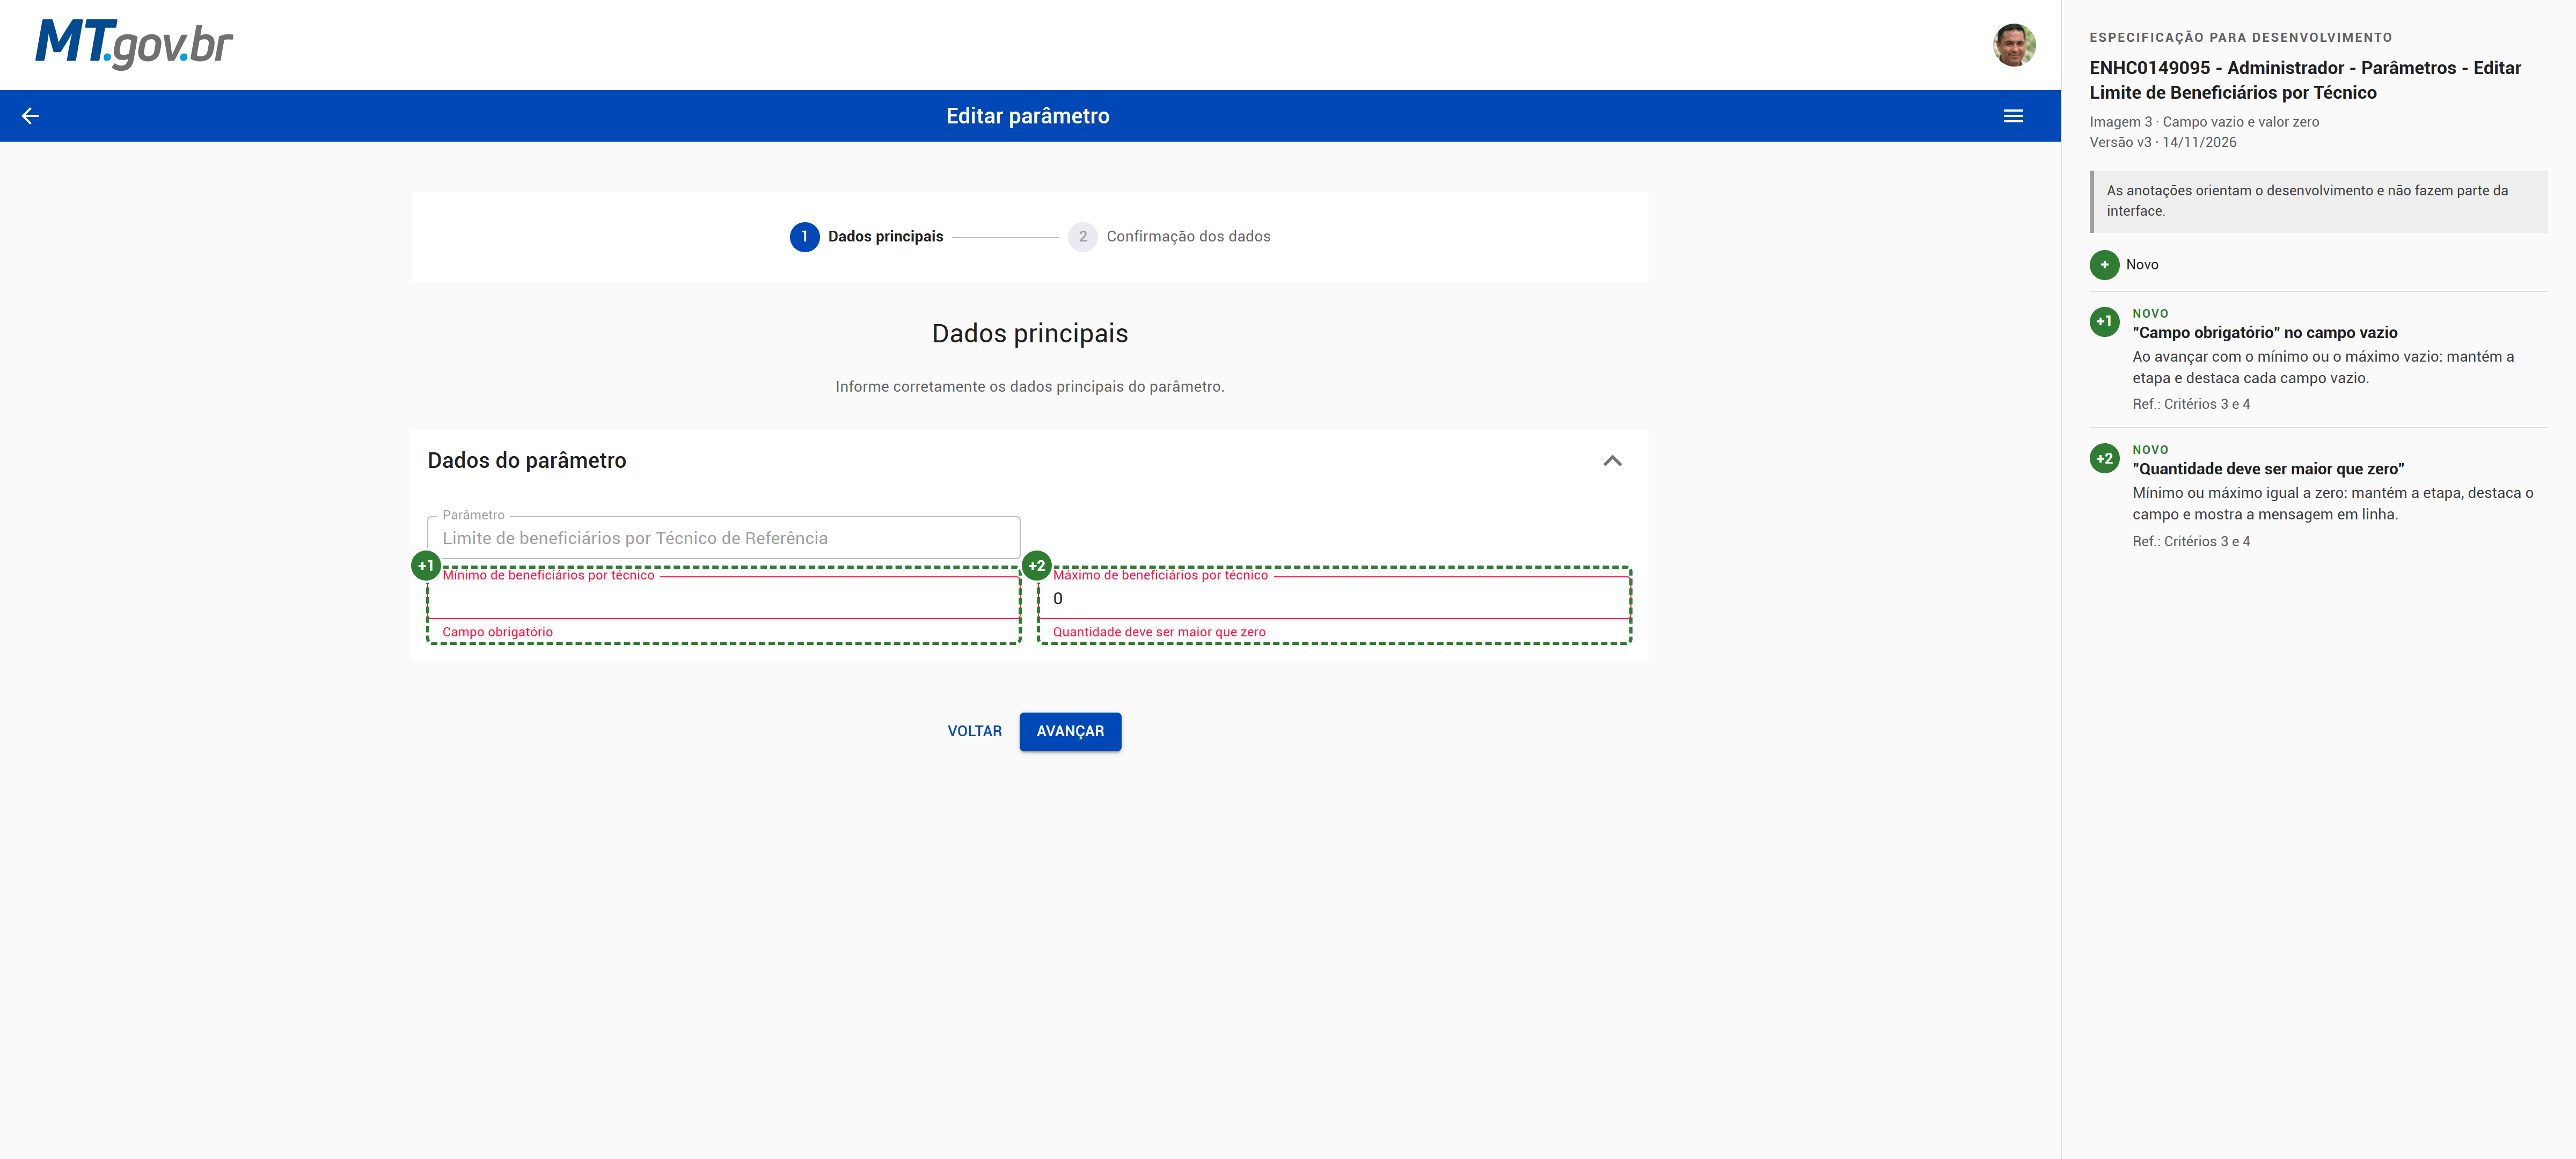 MT.gov.br
Editar parâmetro
1 Dados principais
2 Confirmação dos dados
Dados principais
Informe corretamente os dados principais do parâmetro.
Dados do parâmetro
Parâmetro
Limite de beneficiários por Técnico de Referência
+1
Mínimo de beneficiários por técnico
Campo obrigatório
+2
Máximo de beneficiários por técnico
0
Quantidade deve ser maior que zero
VOLTAR
AVANÇAR
ESPECIFICAÇÃO PARA DESENVOLVIMENTO
ENHC0149095 - Administrador - Parâmetros - Editar
Limite de Beneficiários por Técnico
Imagem 3 · Campo vazio e valor zero
Versão v3 · 14/11/2026
As anotações orientam o desenvolvimento e não fazem parte da
interface.
+ Novo
+1
NOVO
"Campo obrigatório" no campo vazio
Ao avançar com o mínimo ou o máximo vazio: mantém a
etapa e destaca cada campo vazio.
Ref.: Critérios 3 e 4
+2
NOVO
"Quantidade deve ser maior que zero"
Mínimo ou máximo igual a zero: mantém a etapa, destaca o
campo e mostra a mensagem em linha.
Ref.: Critérios 3 e 4